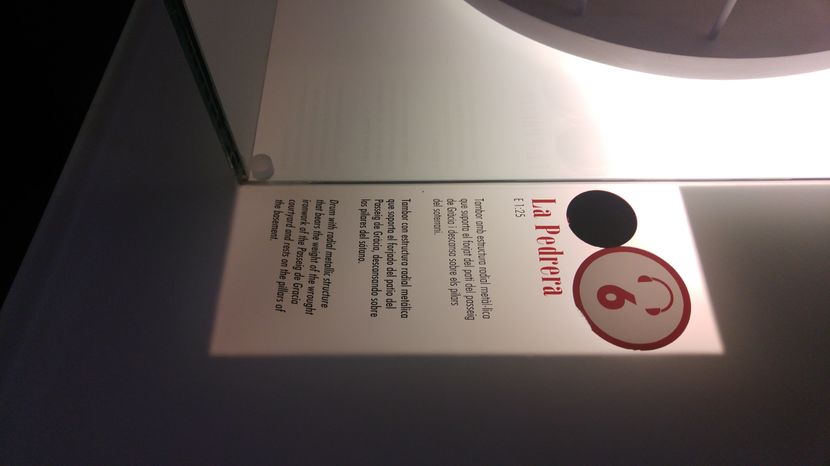 6
La Pedrera
E 1:25
Tambor amb estructura radial metàl·lica
que suporta el forjat del pati del passeig
de Gràcia i descansa sobre els pilars
del soterrani.
Tambor con estructura radial metálica
que soporta el forjado del patio del
Passeig de Gràcia, descansando sobre
los pilares del sótano.
Drum with radial metallic structure
that bears the weight of the wrought
ironwork of the Passeig de Gracia
courtyard and rests on the pillars of
the basement.